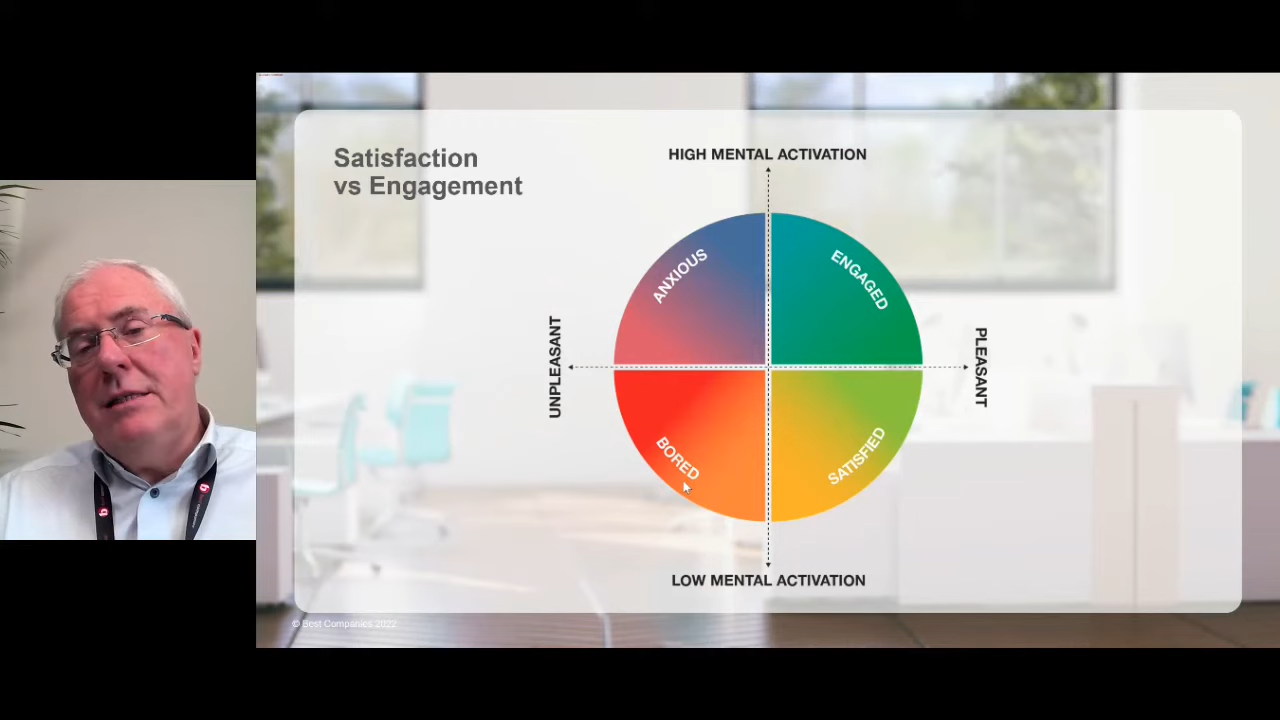 Satisfaction
vs Engagement
HIGH MENTAL ACTIVATION
ANXIOUS
ENGAGED
UNPLEASANT
PLEASANT
BORED
SATISFIED
LOW MENTAL ACTIVATION
© Best Companies 2022